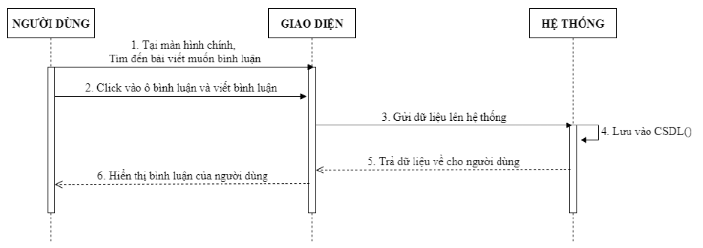 NGƯỜI DÙNG
GIAO DIỆN
HỆ THỐNG
1. Tại màn hình chính,
Tìm đến bài viết muốn bình luận
2. Click vào ô bình luận và viết bình luận
3. Gửi dữ liệu lên hệ thống
4. Lưu vào CSDL()
5. Trả dữ liệu về cho người dùng
6. Hiển thị bình luận của người dùng